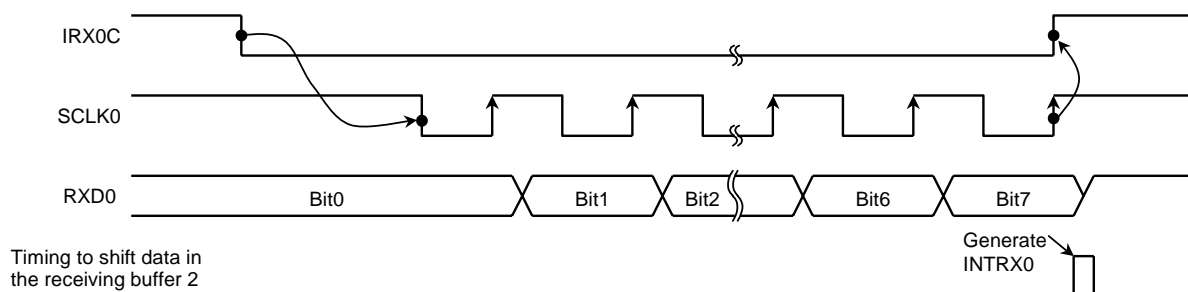 IRX0C
SCLK0
RXD0
Bit0
Bit1
Bit2
Bit6
Bit7
Timing to shift data in
the receiving buffer 2
Generate
INTRX0